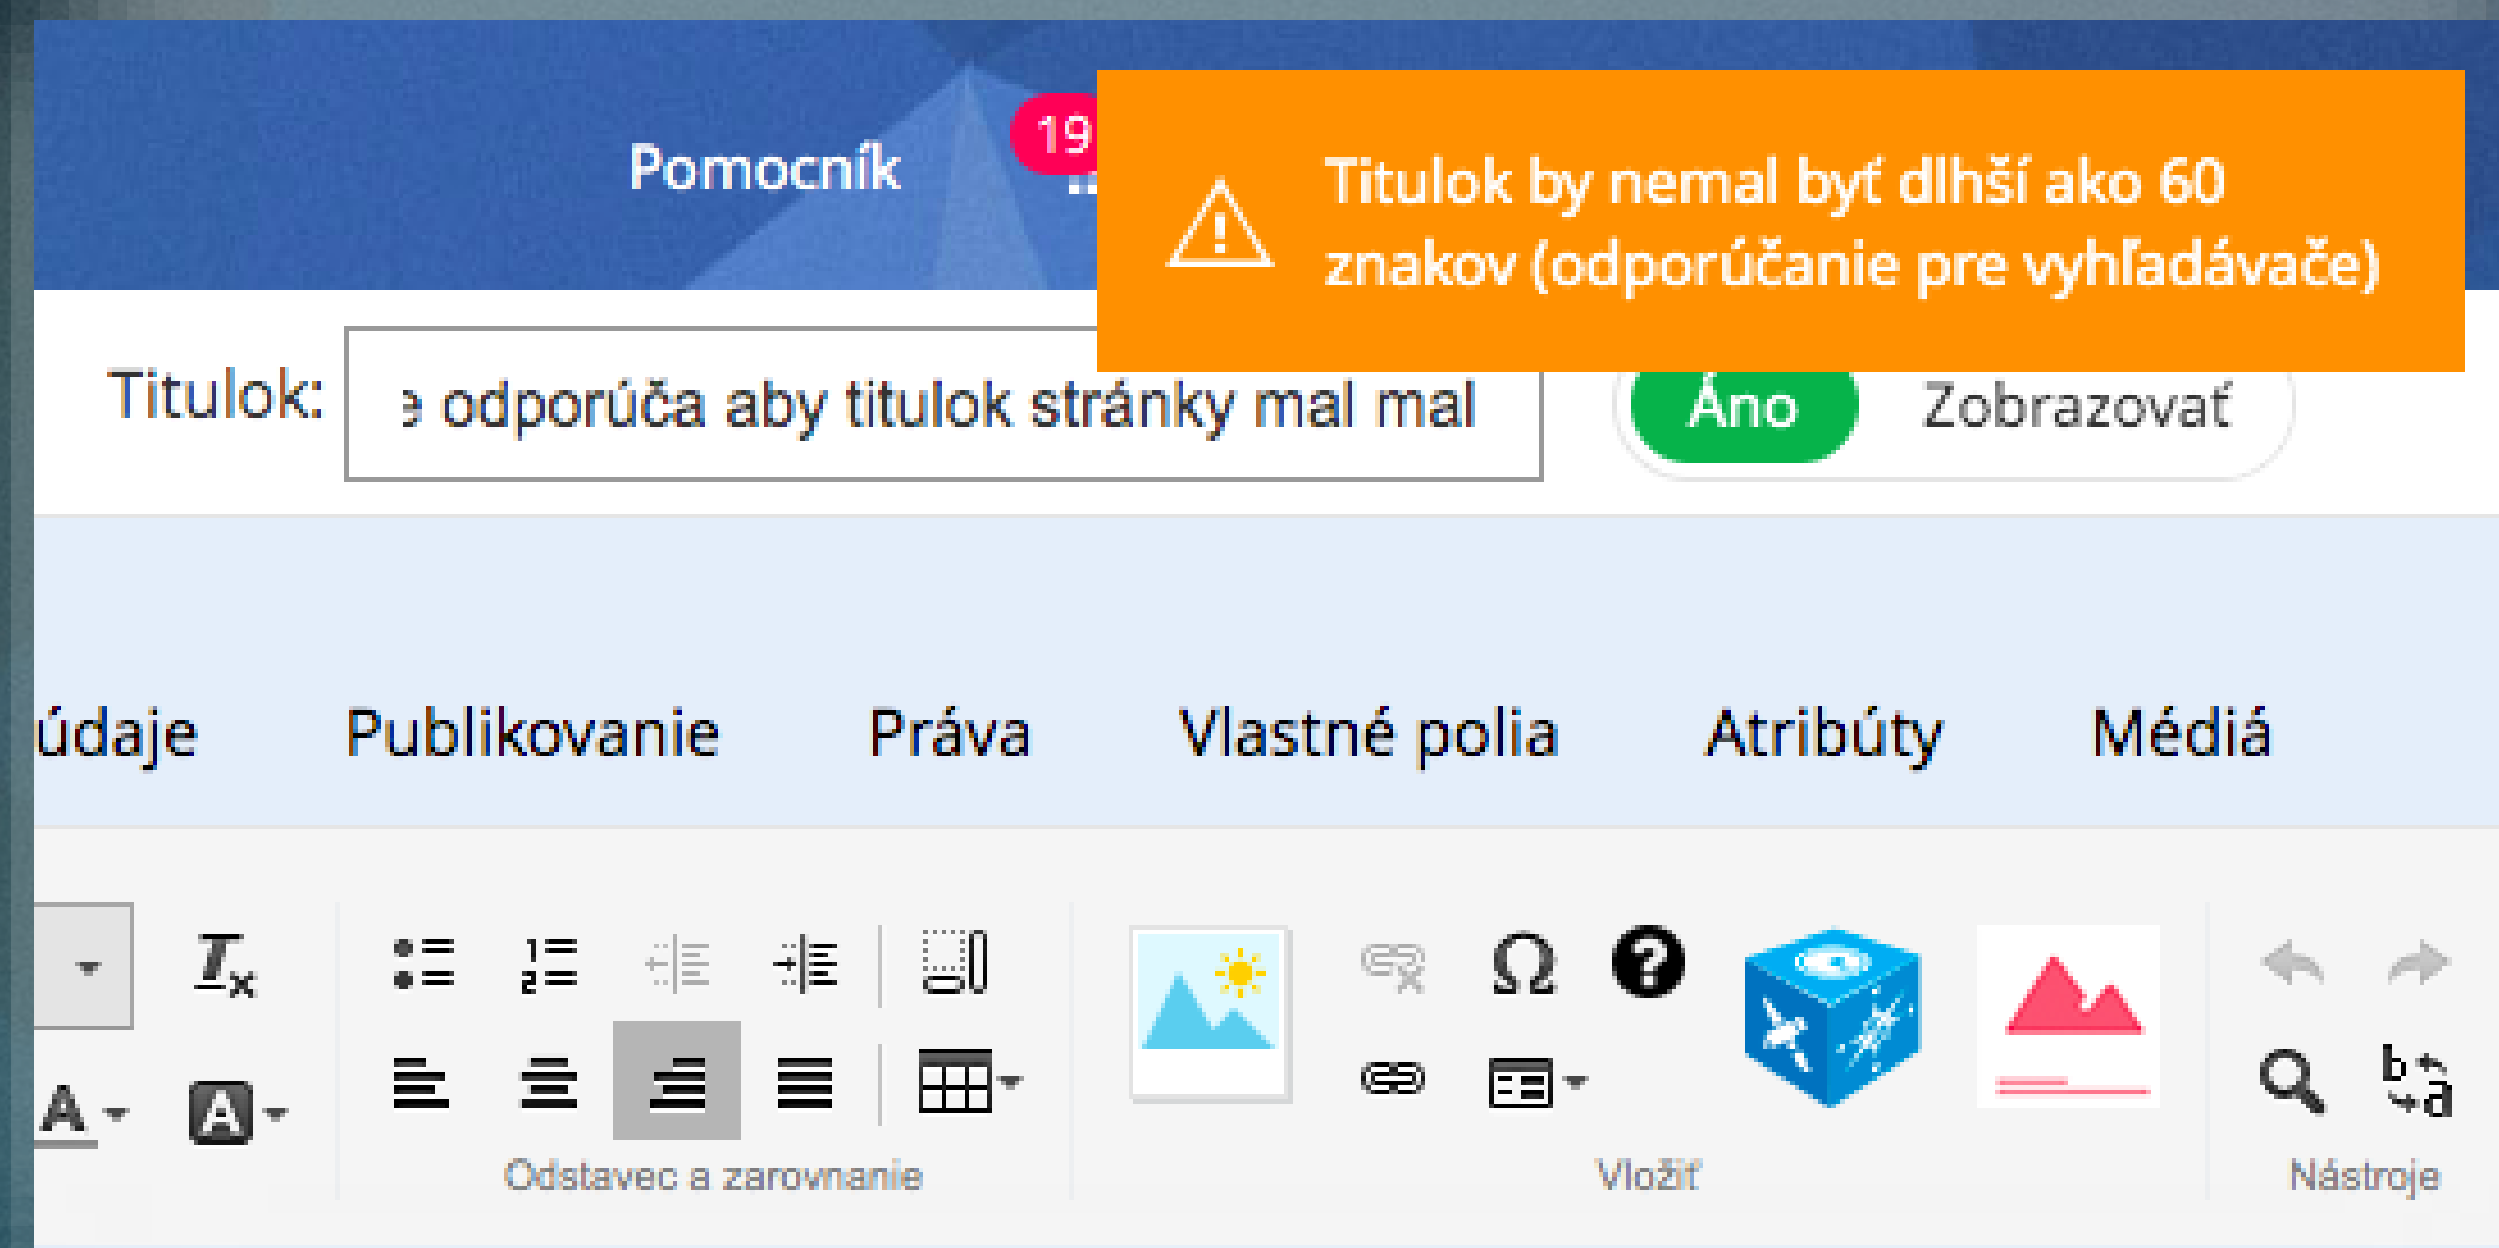 Pomocník
19
Titulok by nemal byť dlhší ako 60
znakov (odporúčanie pre vyhľadávače)
Titulok:
odporúča aby titulok stránky mal mal
Áno
Zobrazovať
údaje
Publikovanie
Práva
Vlastné polia
Atribúty
Médiá
Odstavec a zarovnanie
Vložiť
Nástroje